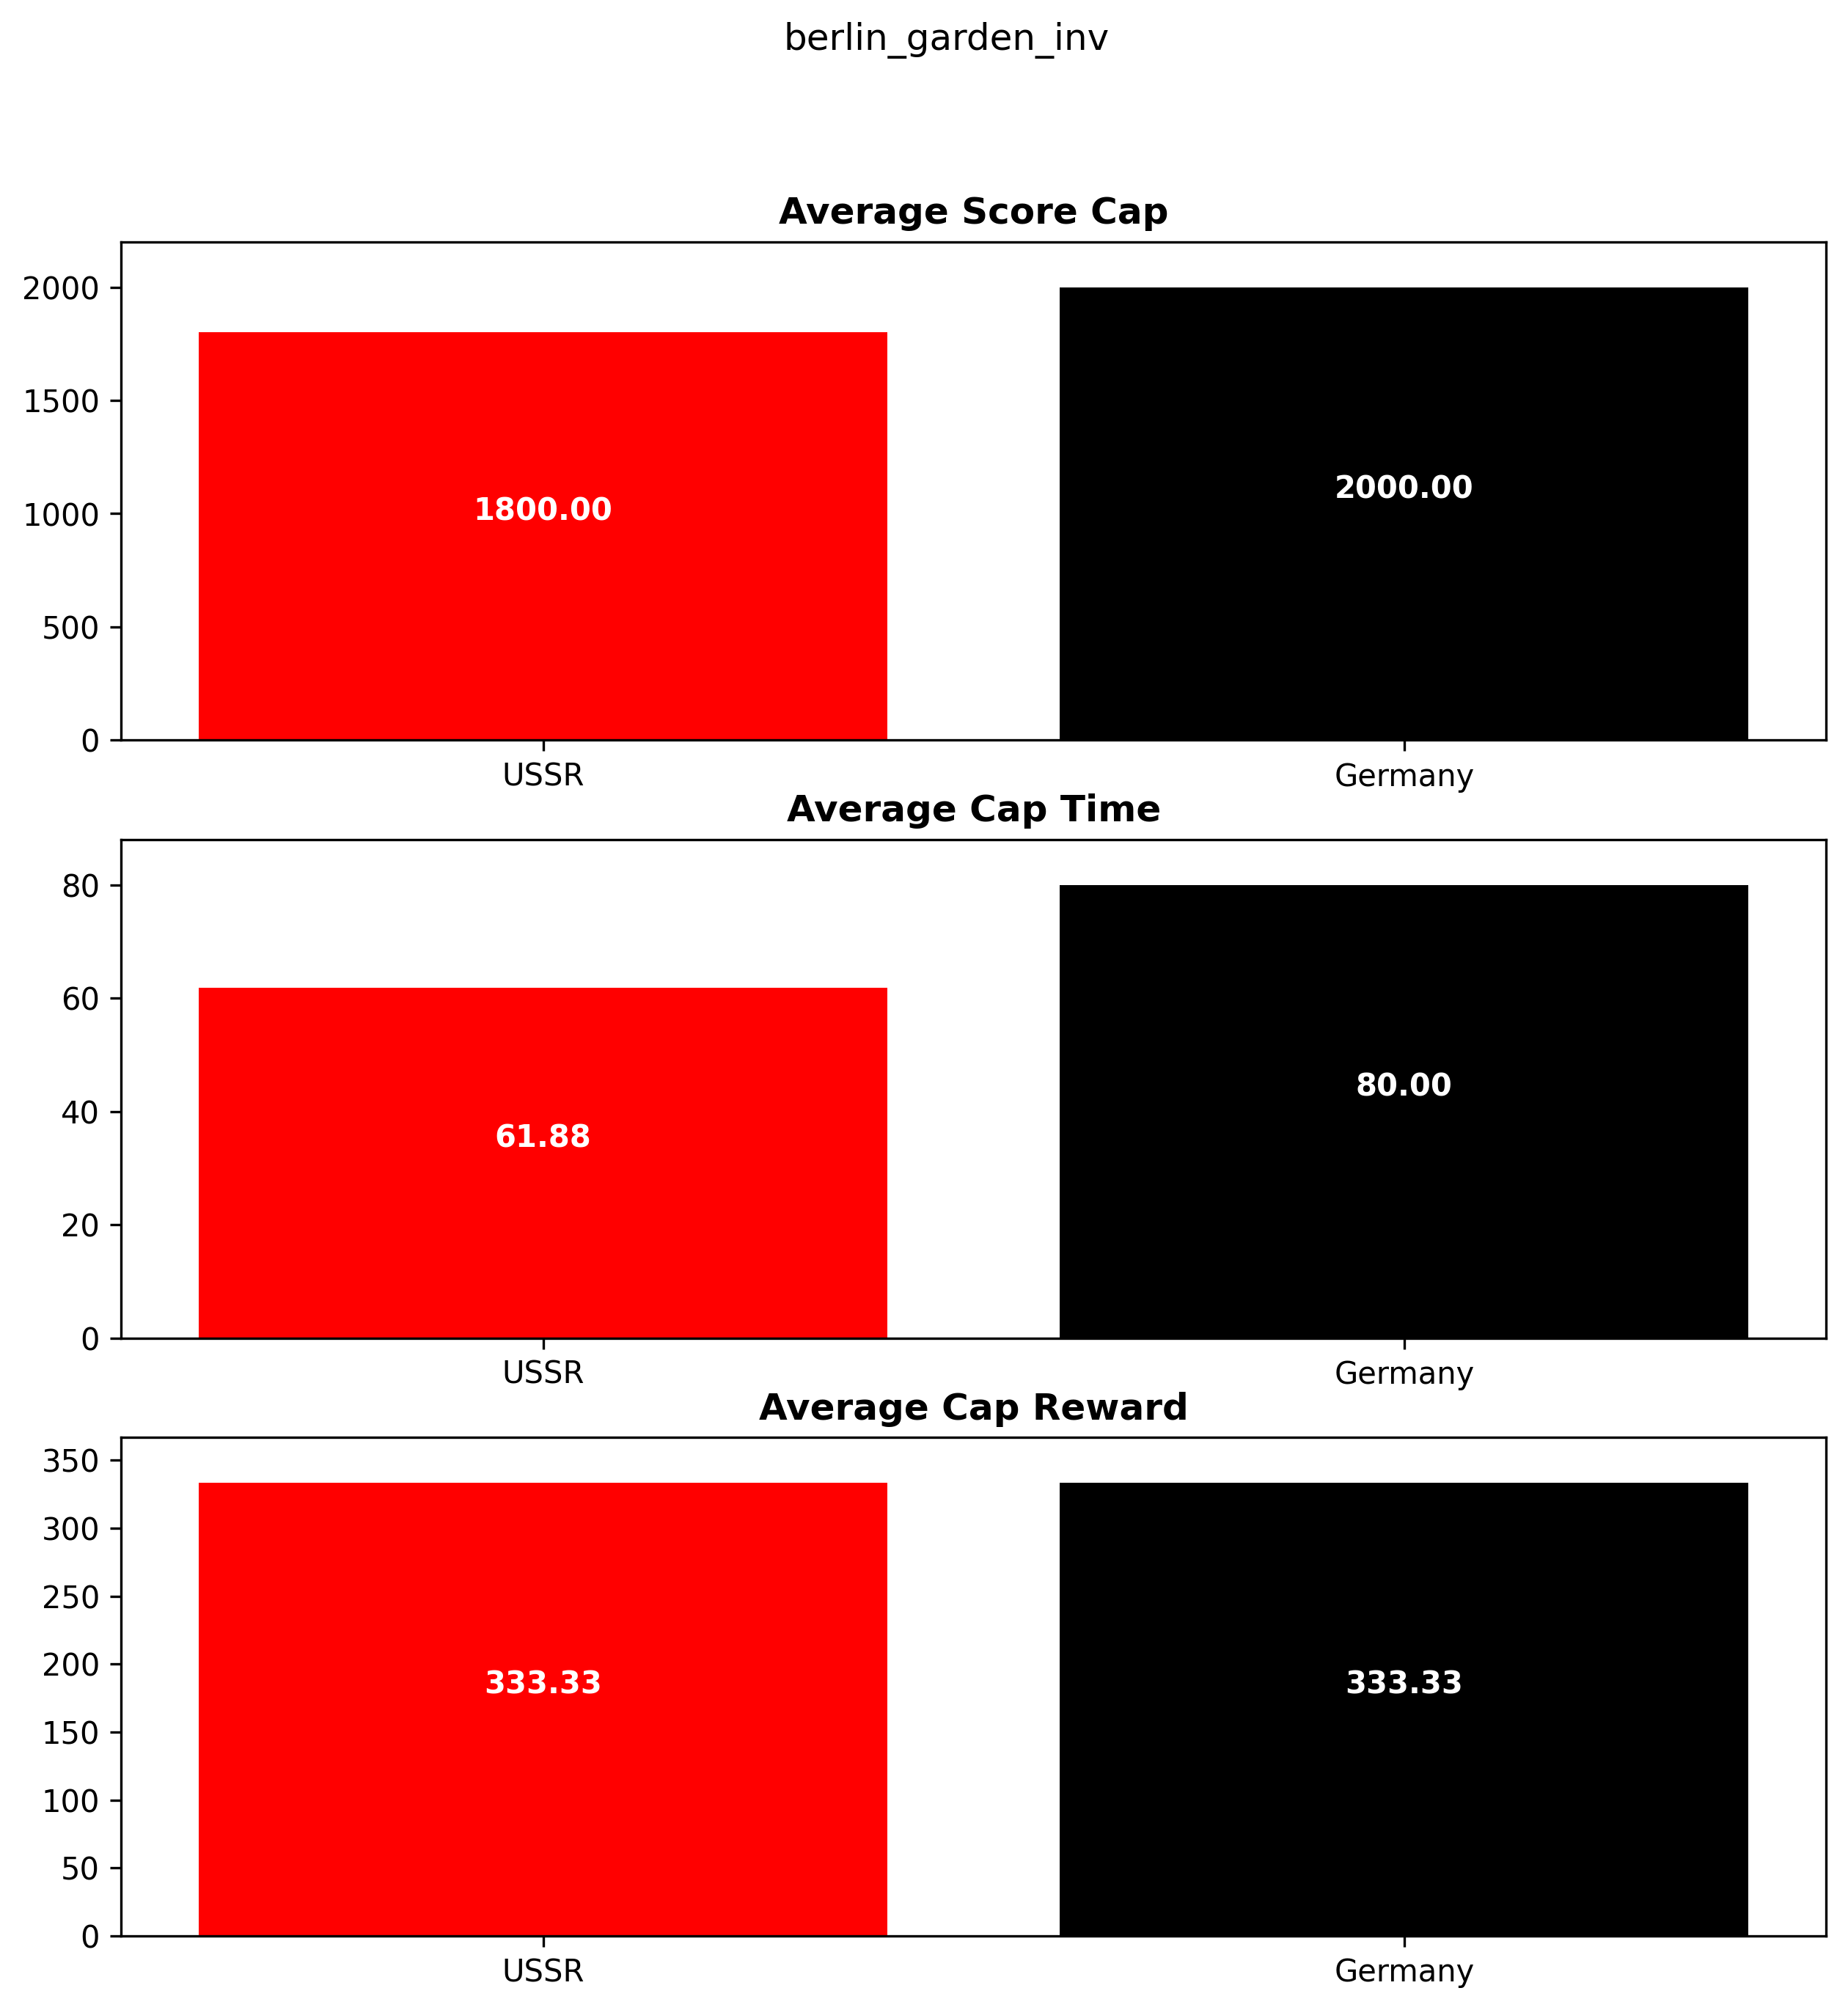 berlin_garden_inv
Average Score Cap
2000
1500
1000
500
0
1800.00
2000.00
USSR
Germany
Average Cap Time
80
60
40
20
0
61.88
80.00
USSR
Germany
Average Cap Reward
350
300
250
200
150
100
50
0
333.33
333.33
USSR
Germany